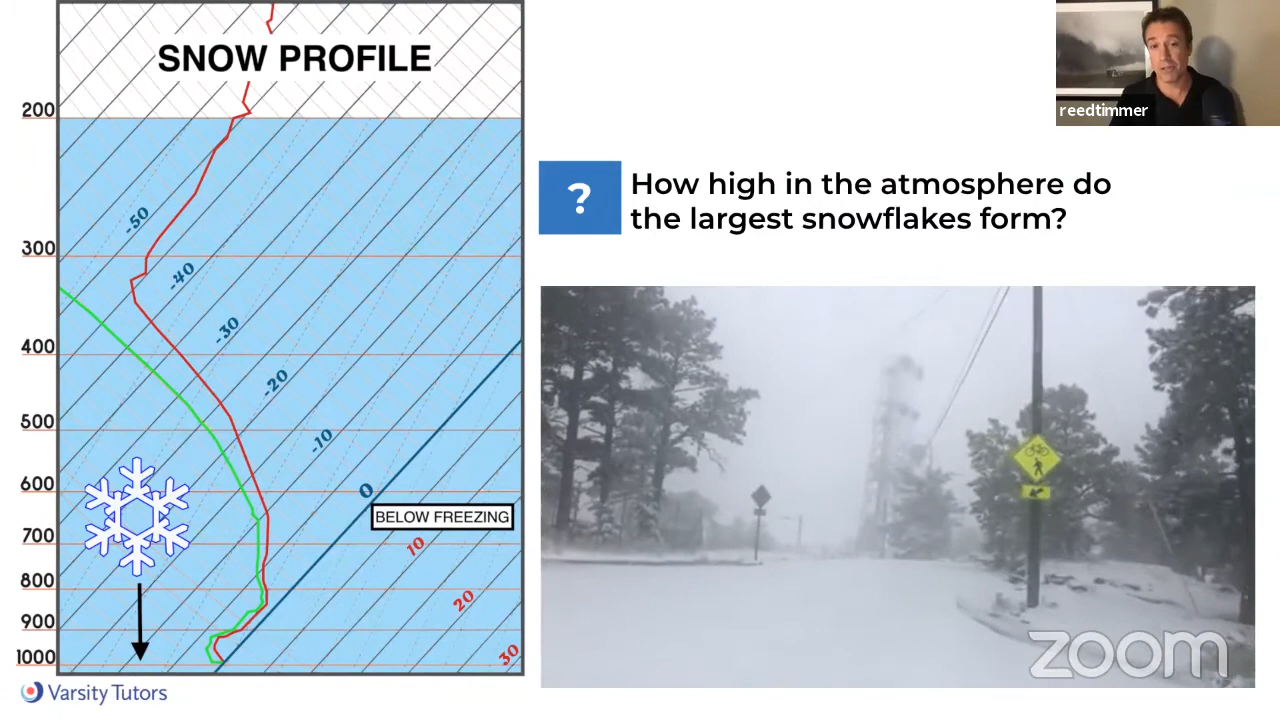 SNOW PROFILE
200
300
400
500
600
700
800
900
1000
-50
-40
-30
-20
-10
0
BELOW FREEZING
10
20
30
Varsity Tutors
reedtimmer
?
How high in the atmosphere do
the largest snowflakes form?
zoom